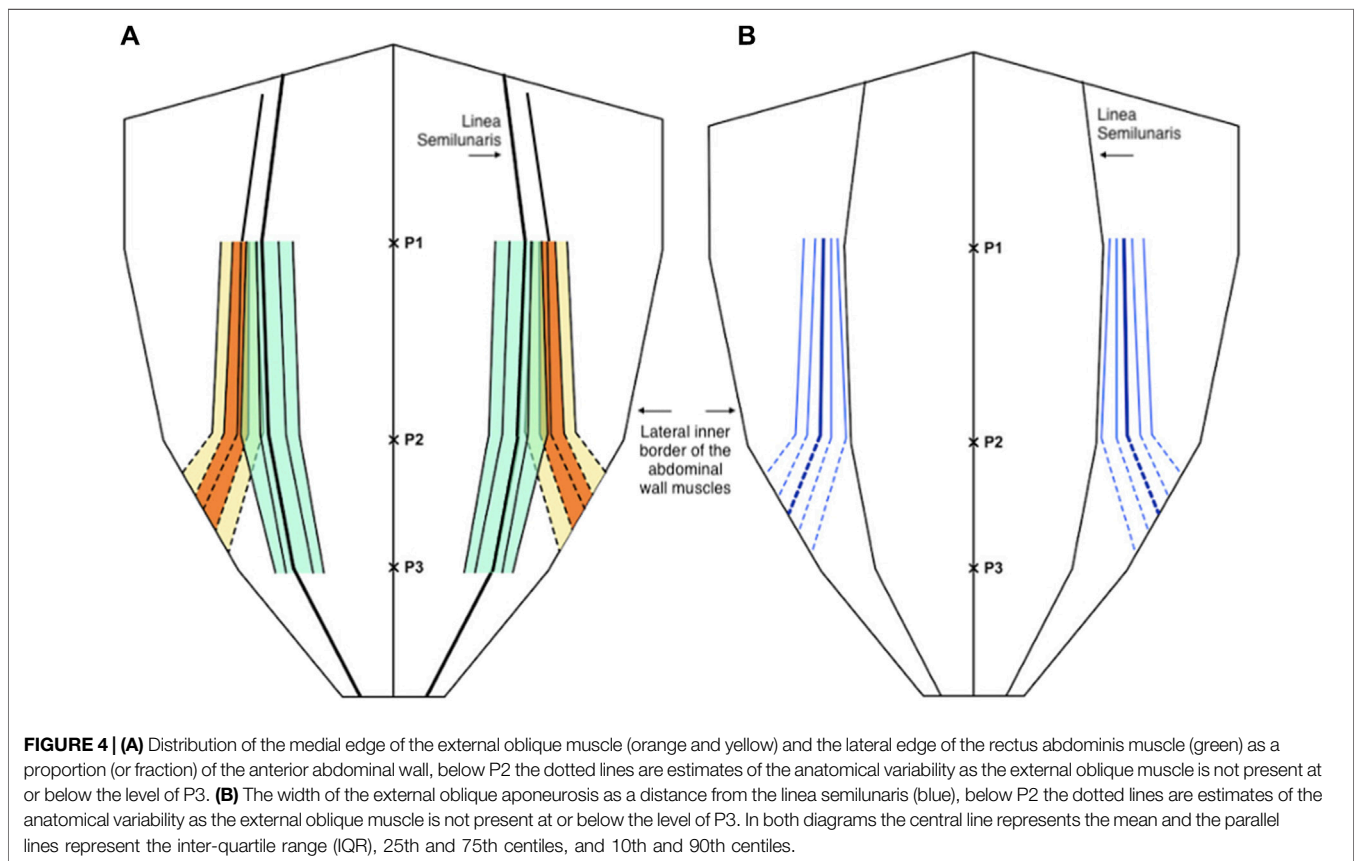 A
B
Linea
Semilunaris
Linea
Semilunaris
P1
P1
P2
P2
Lateral inner
border of the
abdominal
wall muscles
P3
P3
FIGURE 4 | (A) Distribution of the medial edge of the external oblique muscle (orange and yellow) and the lateral edge of the rectus abdominis muscle (green) as a
proportion (or fraction) of the anterior abdominal wall, below P2 the dotted lines are estimates of the anatomical variability as the external oblique muscle is not present at
or below the level of P3. (B) The width of the external oblique aponeurosis as a distance from the linea semilunaris (blue), below P2 the dotted lines are estimates of the
anatomical variability as the external oblique muscle is not present at or below the level of P3. In both diagrams the central line represents the mean and the parallel
lines represent the inter-quartile range (IQR), 25th and 75th centiles, and 10th and 90th centiles.